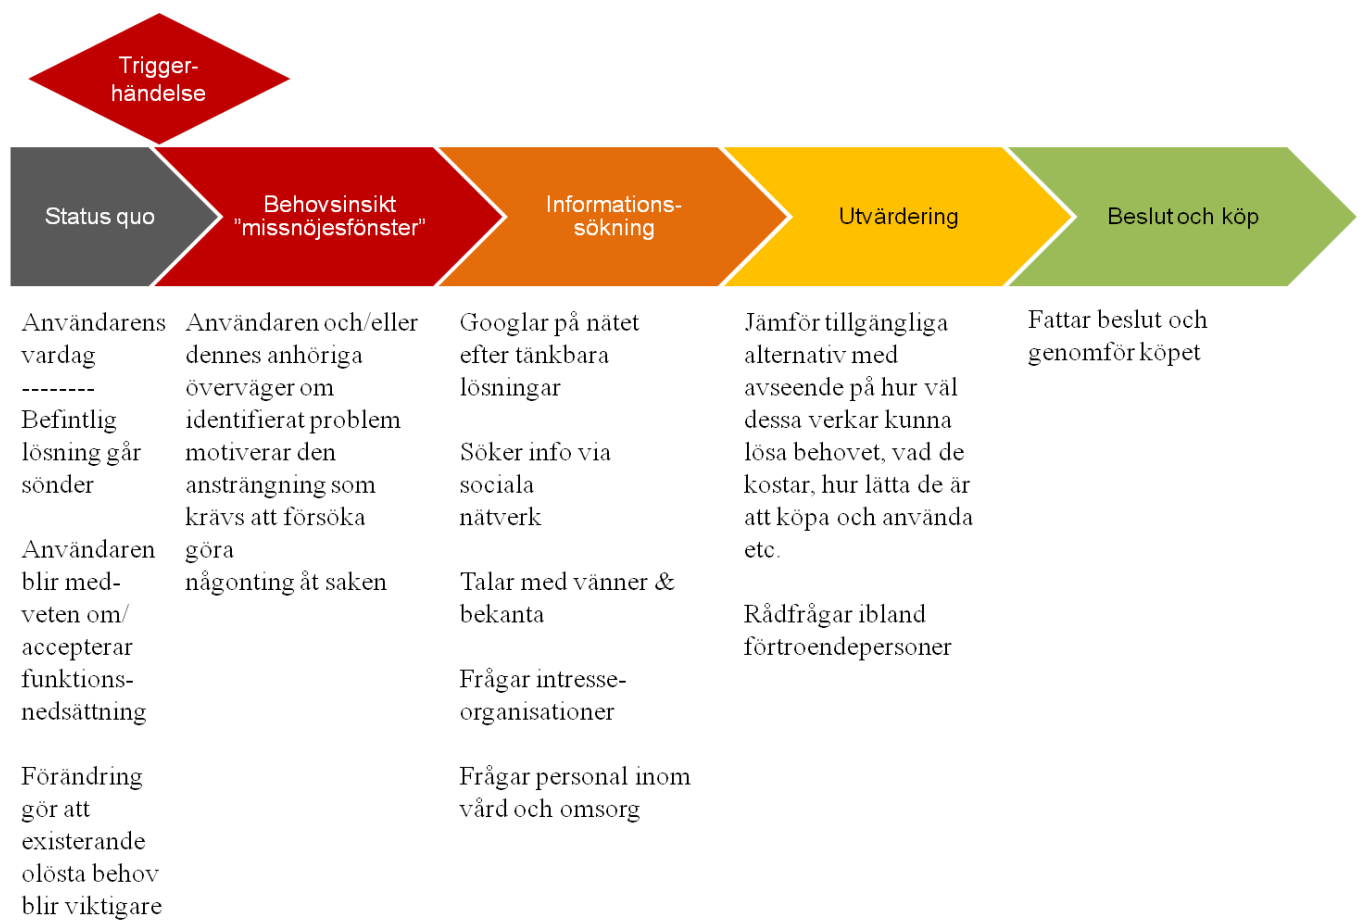 Trigger-
händelse
Status quo
Behovsinsikt
”missnöjesfönster”
Informations-
sökning
Utvärdering
Beslut och köp
Användarens
vardag
--------
Befintlig
lösning går
sönder
Användaren
blir med-
veten om/
accepterar
funktions-
nedsättning
Förändring
gör att
existerande
olösta behov
blir viktigare
Användaren och/eller
dennes anhöriga
överväger om
identifierat problem
motiverar den
ansträngning som
krävs att försöka
göra
någonting åt saken
Googlar på nätet
efter tänkbara
lösningar
Söker info via
sociala
nätverk
Talar med vänner &
bekanta
Frågar intresse-
organisationer
Frågar personal inom
vård och omsorg
Jämför tillgängliga
alternativ med
avseende på hur väl
dessa verkar kunna
lösa behovet, vad de
kostar, hur lätta de är
att köpa och använda
etc.
Rådfrågar ibland
förtroendepersoner
Fattar beslut och
genomför köpet